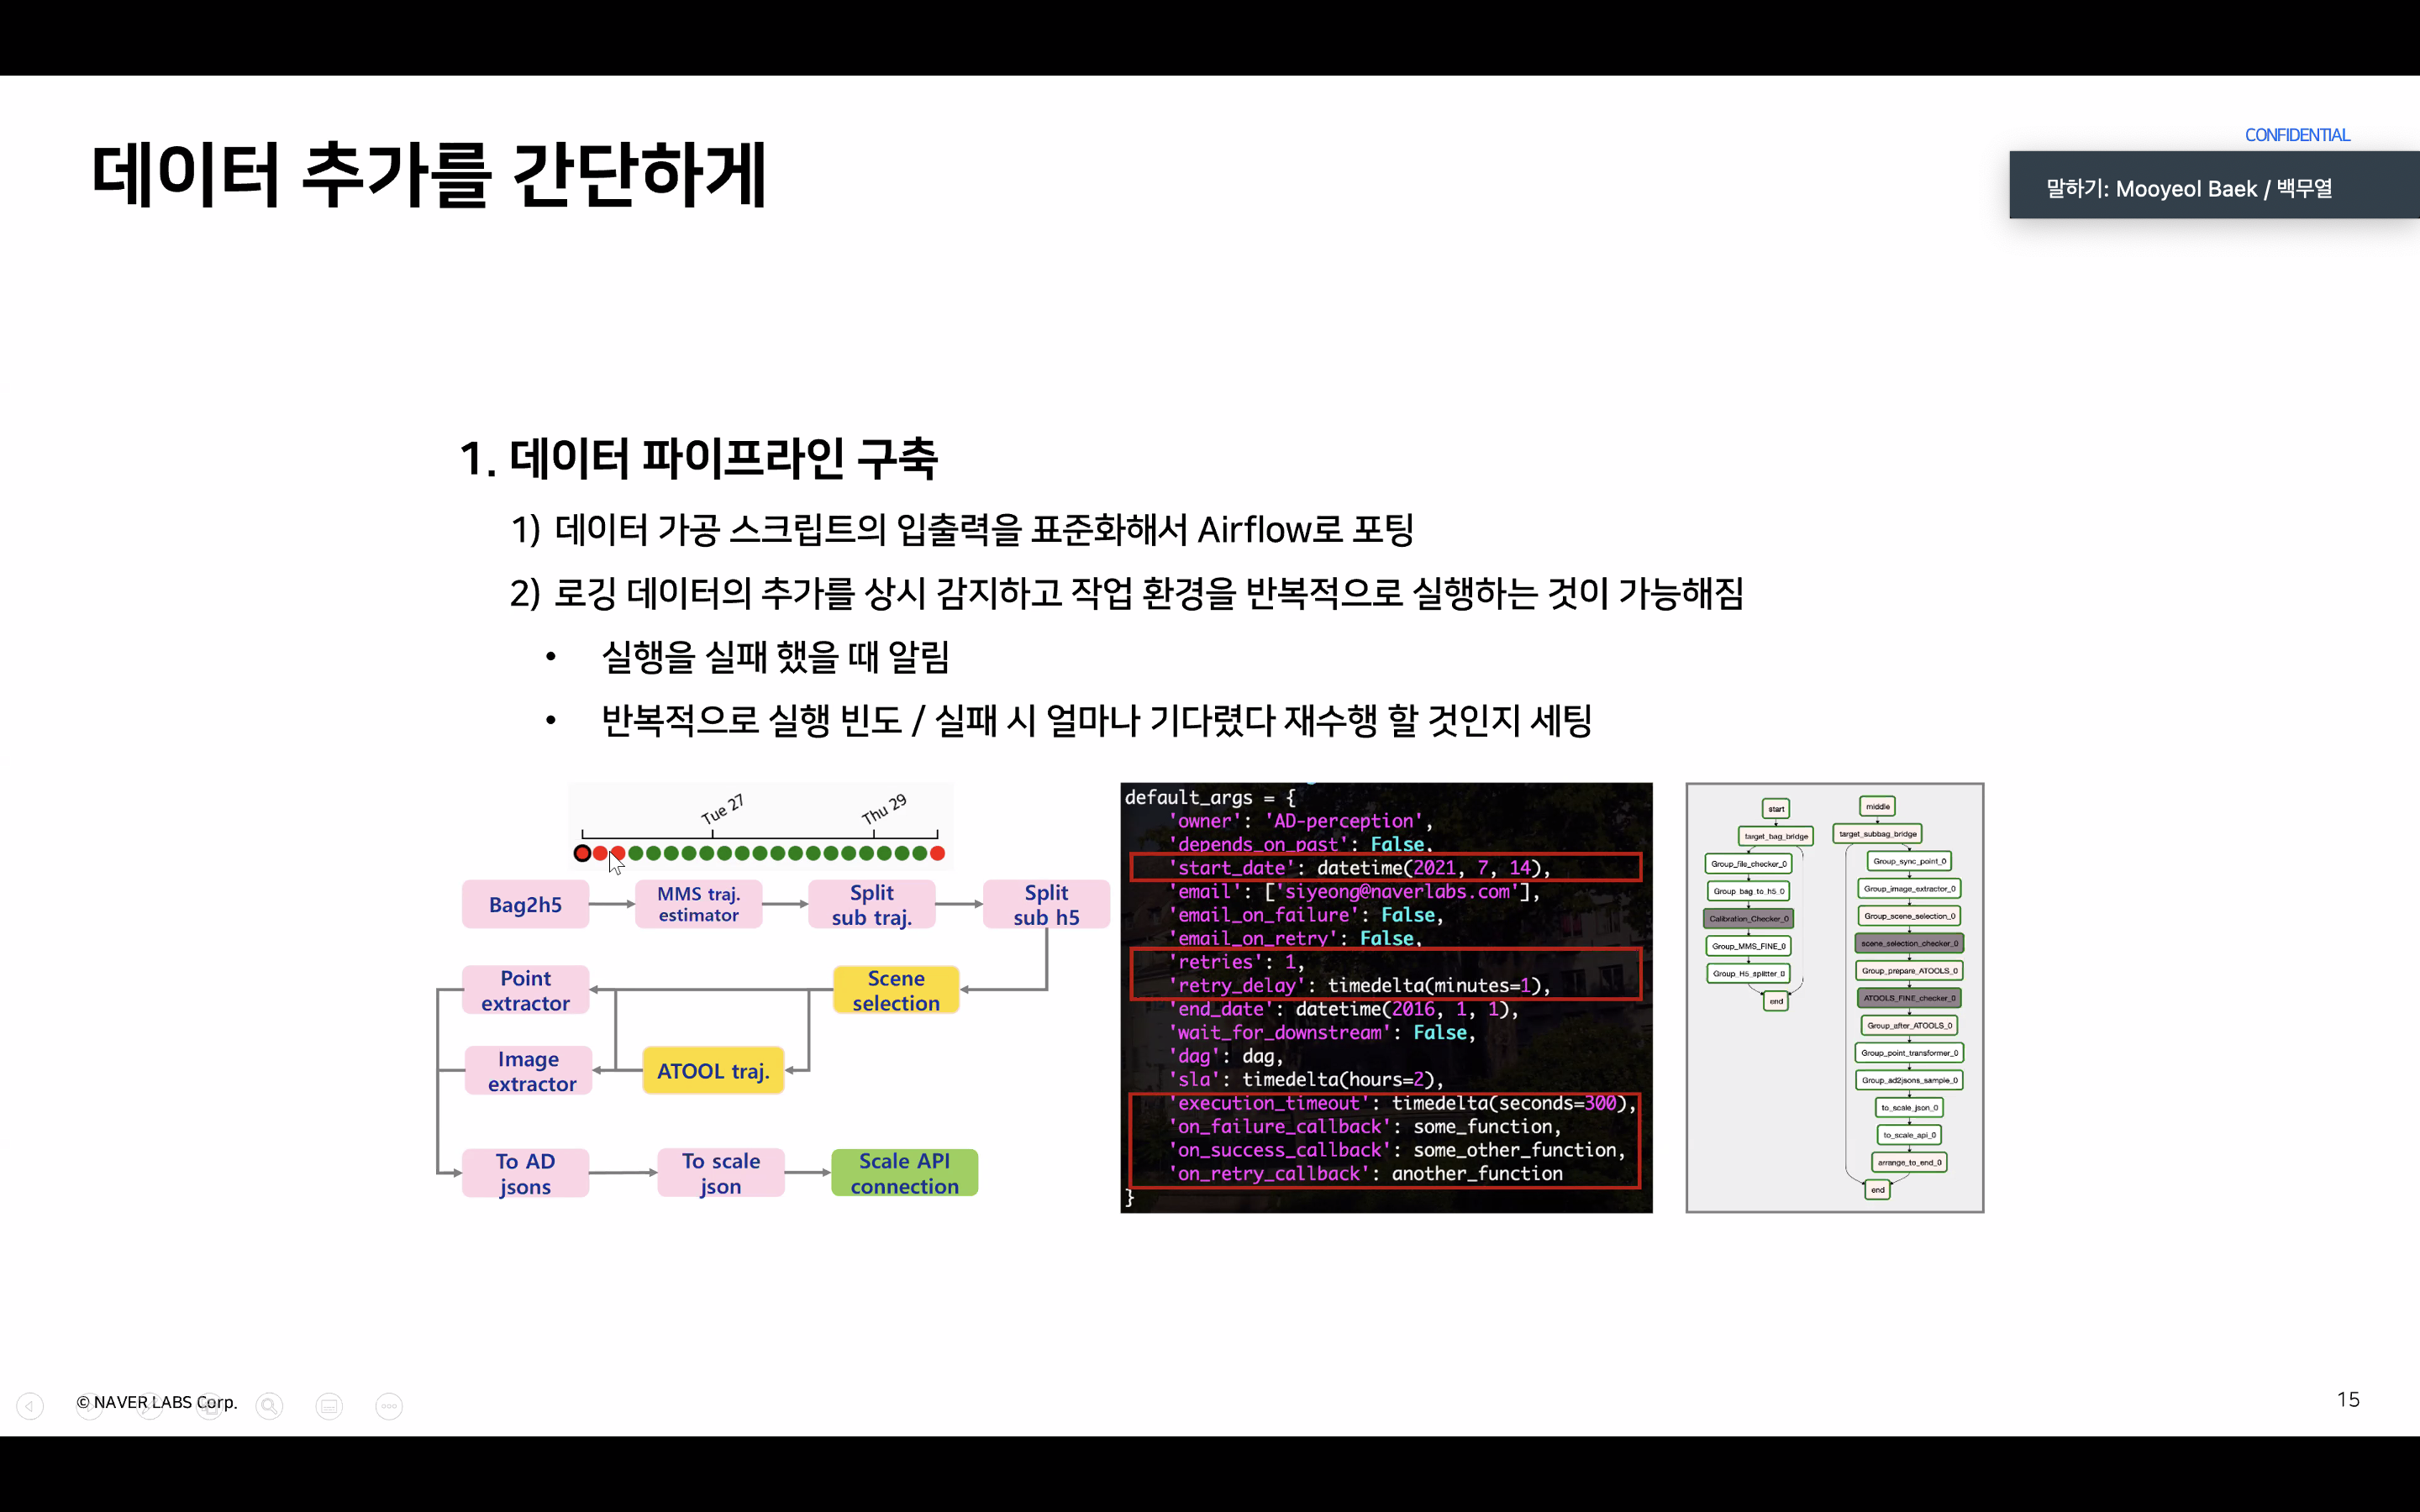 데이터 추가를 간단하게
CONFIDENTIAL
말하기: Mooyeol Baek / 백무열
1. 데이터 파이프라인 구축
1) 데이터 가공 스크립트의 입출력을 표준화해서 Airflow로 포팅
2) 로깅 데이터의 추가를 상시 감지하고 작업 환경을 반복적으로 실행하는 것이 가능해짐
• 실행을 실패 했을 때 알림
• 반복적으로 실행 빈도 / 실패 시 얼마나 기다렸다 재수행 할 것인지 세팅
Tue 27
Thu 29
Bag2h5
MMS traj.
estimator
Split
sub traj.
Split
sub h5
Point
extractor
Scene
selection
Image
extractor
ATOOL traj.
To AD
jsons
To scale
json
Scale API
connection
default_args = {
'owner': 'AD-perception',
'depends_on_past': False,
'start_date': datetime(2021, 7, 14),
'email': ['siyeong@naverlabs.com'],
'email_on_failure': False,
'email_on_retry': False,
'retries': 1,
'retry_delay': timedelta(minutes=1),
'end_date': datetime(2016, 1, 1),
'wait_for_downstream': False,
'dag': dag,
'sla': timedelta(hours=2),
'execution_timeout': timedelta(seconds=300),
'on_failure_callback': some_function,
'on_success_callback': some_other_function,
'on_retry_callback': another_function
}
start
target_bag_bridge
Group_file_checker_0
Group_bag_to_h5_0
Calibration_Checker_0
Group_MMS_FINE_0
Group_H5_splitter_0
end
middle
target_subbag_bridge
Group_sync_point_0
Group_image_extractor_0
Group_scene_selection_0
scene_selection_checker_0
Group_prepare_ATOOLS_0
ATOOLS_FINE_checker_0
Group_after_ATOOLS_0
Group_point_transformer_0
Group_ad2jsons_sample_0
to_scale_json_0
to_scale_api_0
arrange_to_end_0
end
© NAVER LABS Corp.
15